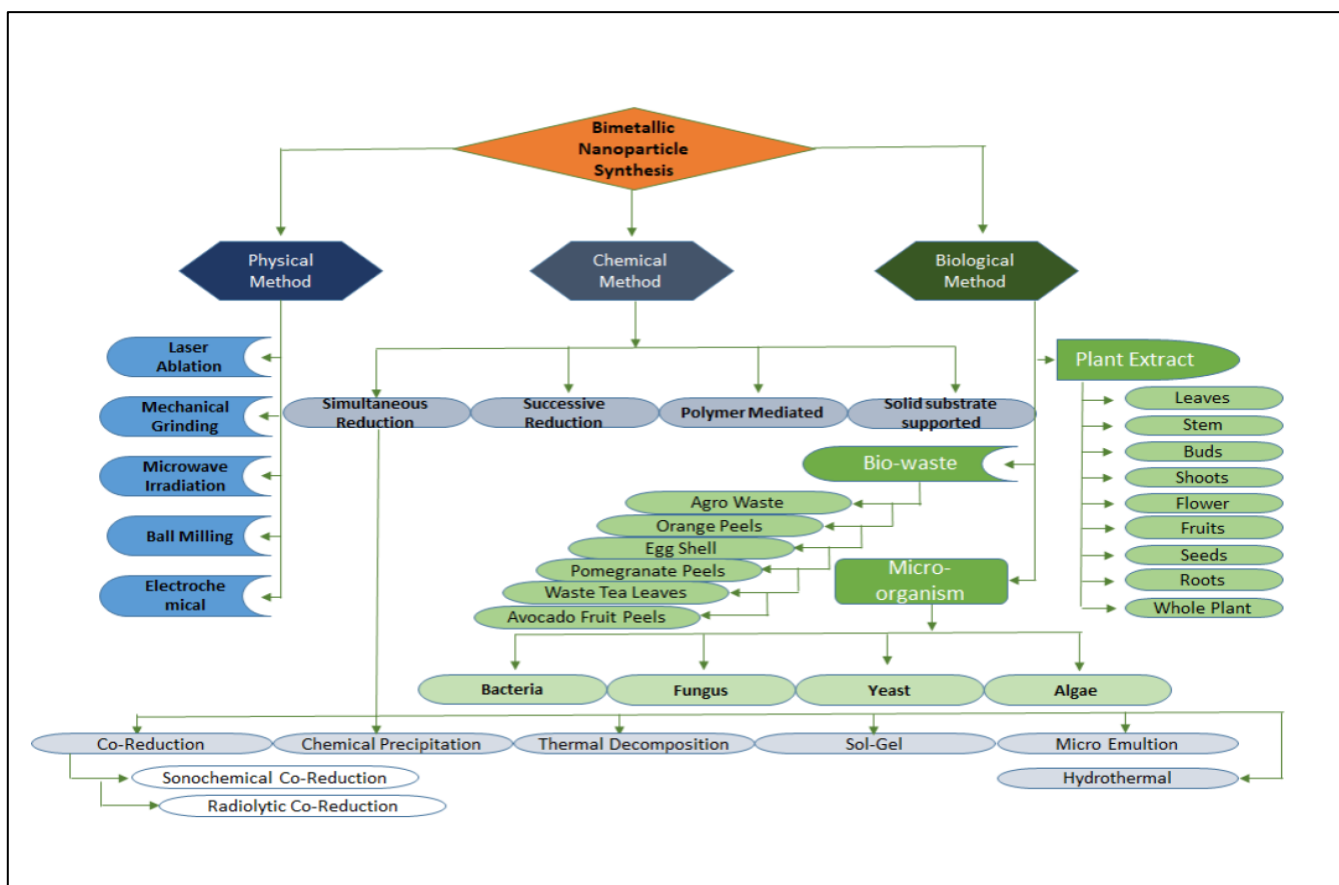 Bimetallic
Nanoparticle
Synthesis
Physical
Method
Chemical
Method
Biological
Method
Laser
Ablation
Mechanical
Grinding
Microwave
Irradiation
Ball Milling
Electroche
mical
Simultaneous
Reduction
Successive
Reduction
Polymer Mediated
Solid substrate
supported
Plant Extract
Leaves
Stem
Buds
Shoots
Flower
Fruits
Seeds
Roots
Whole Plant
Bio-waste
Agro Waste
Orange Peels
Egg Shell
Pomegranate Peels
Waste Tea Leaves
Avocado Fruit Peels
Micro-
organism
Bacteria
Fungus
Yeast
Algae
Co-Reduction
Chemical Precipitation
Thermal Decomposition
Sol-Gel
Micro Emultion
Sonochemical Co-Reduction
Hydrothermal
Radiolytic Co-Reduction